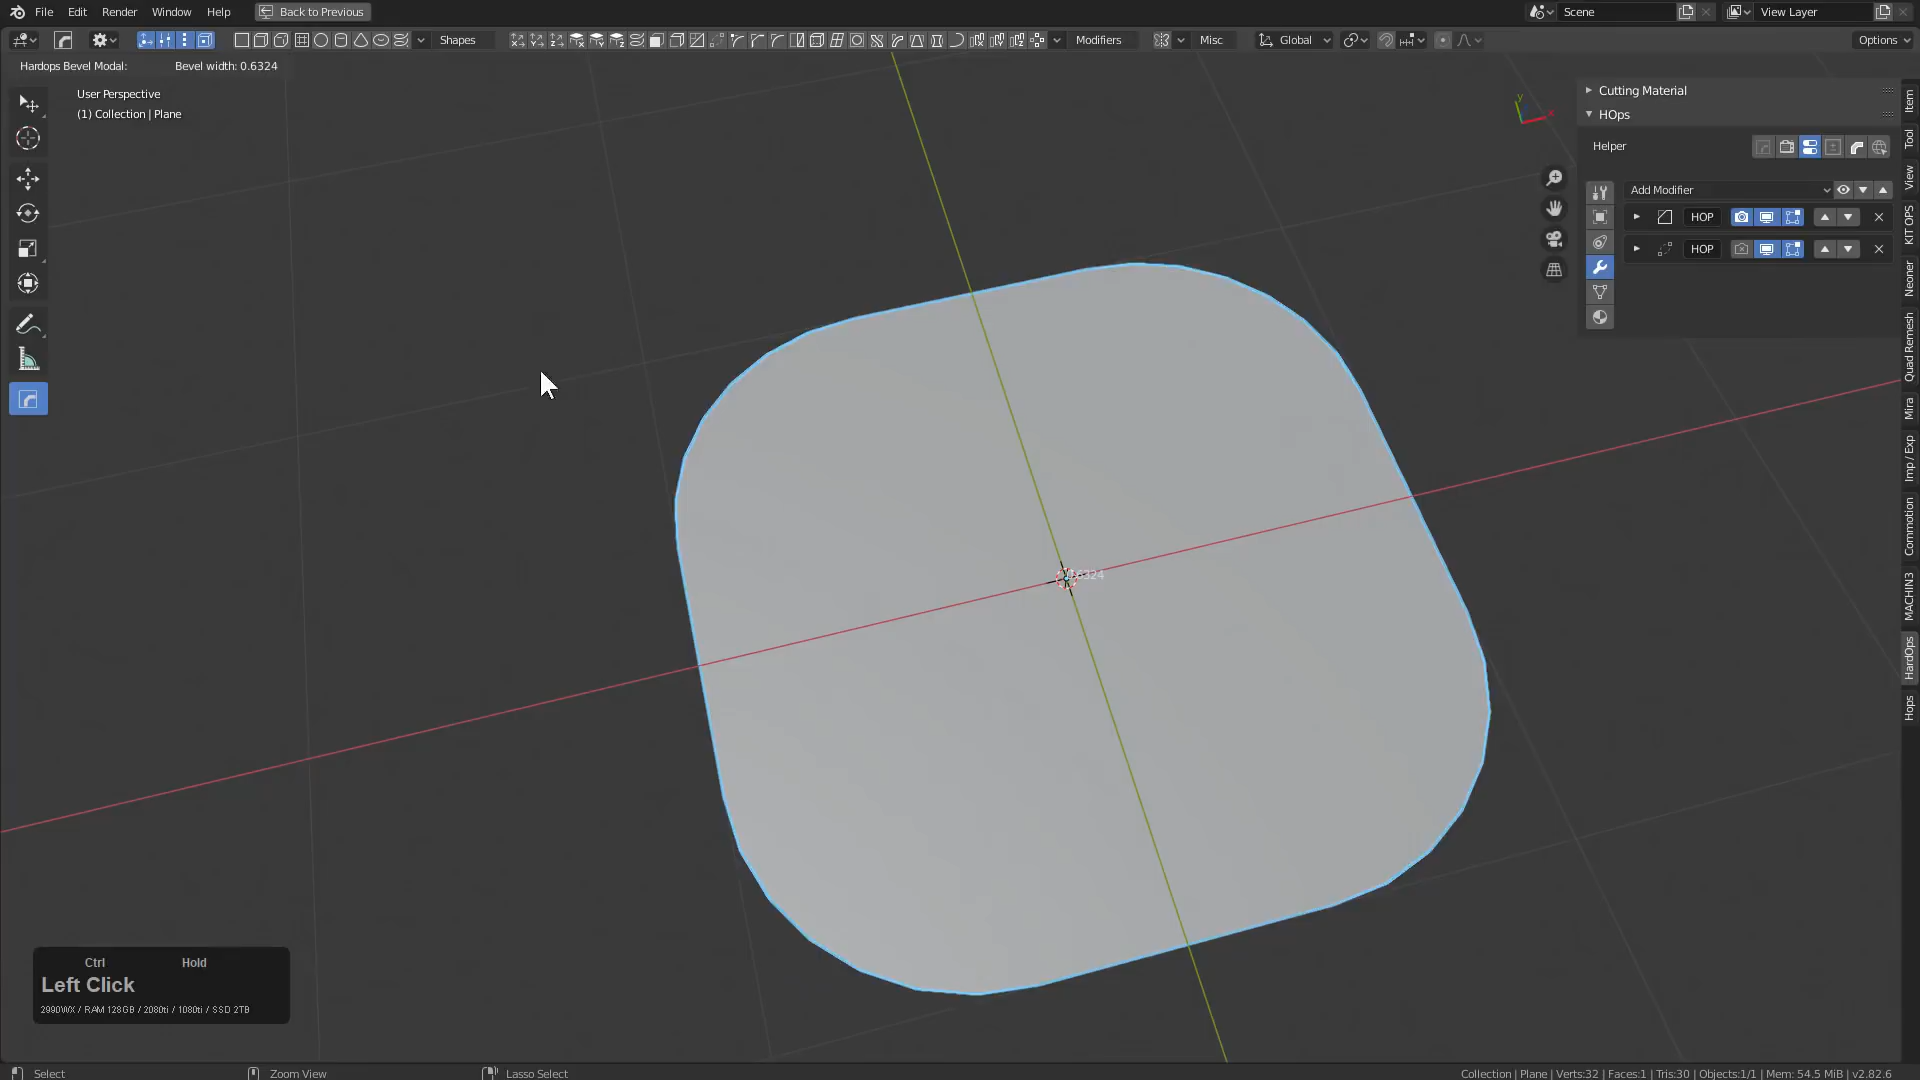 File Edit Render Window Help Back to Previous Scene View Layer
Shapes Modifiers Misc Global Options
Hardops Bevel Modal: Bevel width: 0.6324
User Perspective
(1) Collection | Plane
Cutting Material
HOps
Helper
Add Modifier
HOP
HOP
Item
Tool
View
KIT OPS
Neoner
Quad Remesh
Mira
Imp / Exp
Commotion
MACHIN3
HardOps
Hops
Y
X
Ctrl Hold
Left Click
2990WX / RAM 128GB / 2080ti / 1080ti / SSD 2TB
Select Zoom View Lasso Select Collection | Plane | Verts:32 | Faces:1 | Tris:30 | Objects:1/1 | Mem: 54.5 MiB | v2.82.6